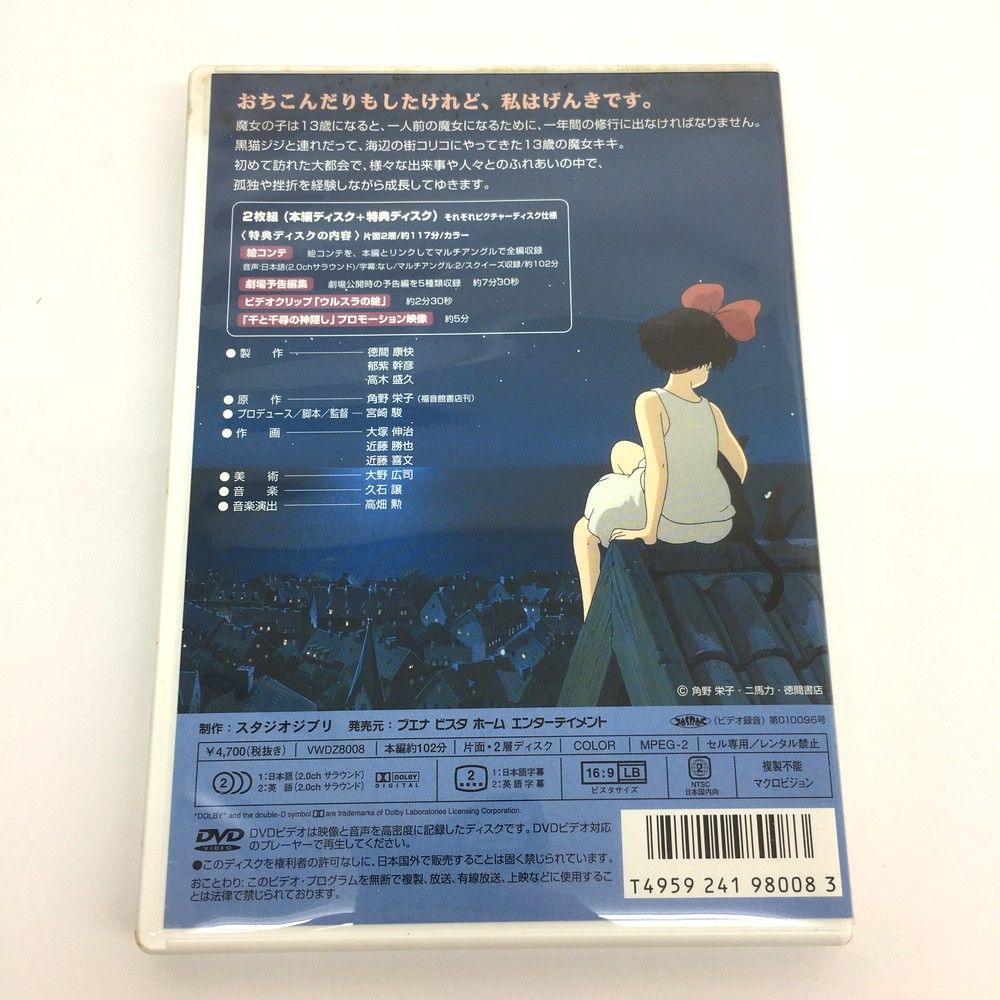 おちこんだりもしたけれど、私はげんきです。
魔女の子は13歳になると、一人前の魔女になるために、一年間の修行に出なければなりません。
黒猫ジジと連れだって、海辺の街コリコにやってきた13歳の魔女キキ。
初めて訪れた大都会で、様々な出来事や人々とのふれあいの中で、
孤独や挫折を経験しながら成長してゆきます。
2枚組(本編ディスク+特典ディスク) それぞれピクチャーディスク仕様
〈特典ディスクの内容〉片面2層/約117分/カラー
絵コンテ 絵コンテを、本編とリンクしてマルチアングルで全編収録
音声:日本語(2.0chサラウンド)/字幕:なし/マルチアングル:2/スクイーズ収録/約102分
劇場予告編集 劇場公開時の予告編を5種類収録 約7分30秒
ビデオクリップ「ウルスラの絵」 約2分30秒
「千と千尋の神隠し」プロモーション映像 約5分
●製 作 徳間 康快
郁紫 幹彦
高木 盛久
●原 作 角野 栄子(福音館書店刊)
●プロデュース/脚本/監督 宮崎 駿
●作 画 大塚 伸治
近藤 勝也
近藤 喜文
●美 術 大野 広司
●音 楽 久石 譲
●音楽演出 高畑 勲
© 角野 栄子・二馬力・徳間書店
制作:スタジオジブリ 発売元:ブエナ ビスタ ホーム エンターテイメント JASRAC (ビデオ録音) 第010096号
¥4,700(税抜き) VWDZ8008 本編約102分 片面・2層ディスク COLOR MPEG-2 セル専用/レンタル禁止
2 1:日本語(2.0ch サラウンド) DOLBY DIGITAL 2 1:日本語字幕 16:9 LB 2 複製不能
2:英 語(2.0ch サラウンド) 2:英語字幕 ビスタサイズ NTSC 日本国内向 マクロビジョン
"DOLBY" and the double-D symbol are trademarks of Dolby Laboratories Licensing Corporation.
DVD VIDEO DVDビデオは映像と音声を高密度に記録したディスクです。DVDビデオ対応
のプレーヤーで再生してください。
●このディスクを権利者の許可なしに、日本国外で販売することは固く禁じられています。
おことわり:このビデオ・プログラムを無断で複製、放送、有線放送、上映などに使用するこ
とは法律で禁じられております。
T4959 241 98008 3